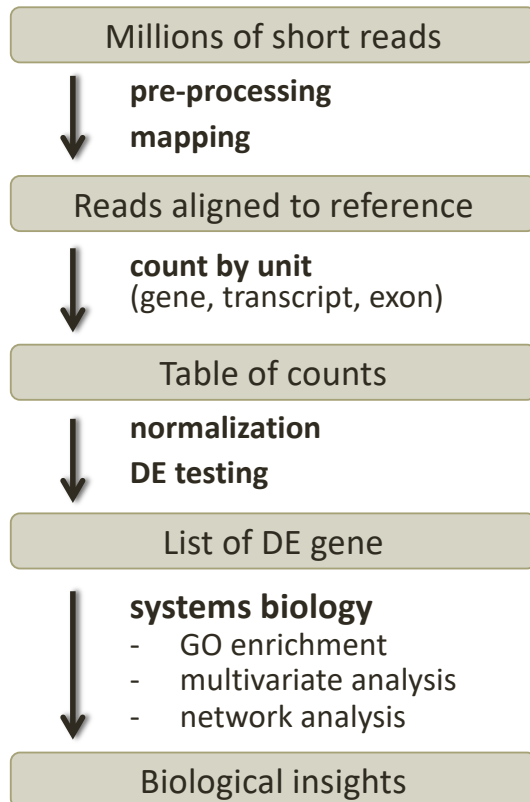 Millions of short reads
pre-processing
mapping
Reads aligned to reference
count by unit
(gene, transcript, exon)
Table of counts
normalization
DE testing
List of DE gene
systems biology
- GO enrichment
- multivariate analysis
- network analysis
Biological insights